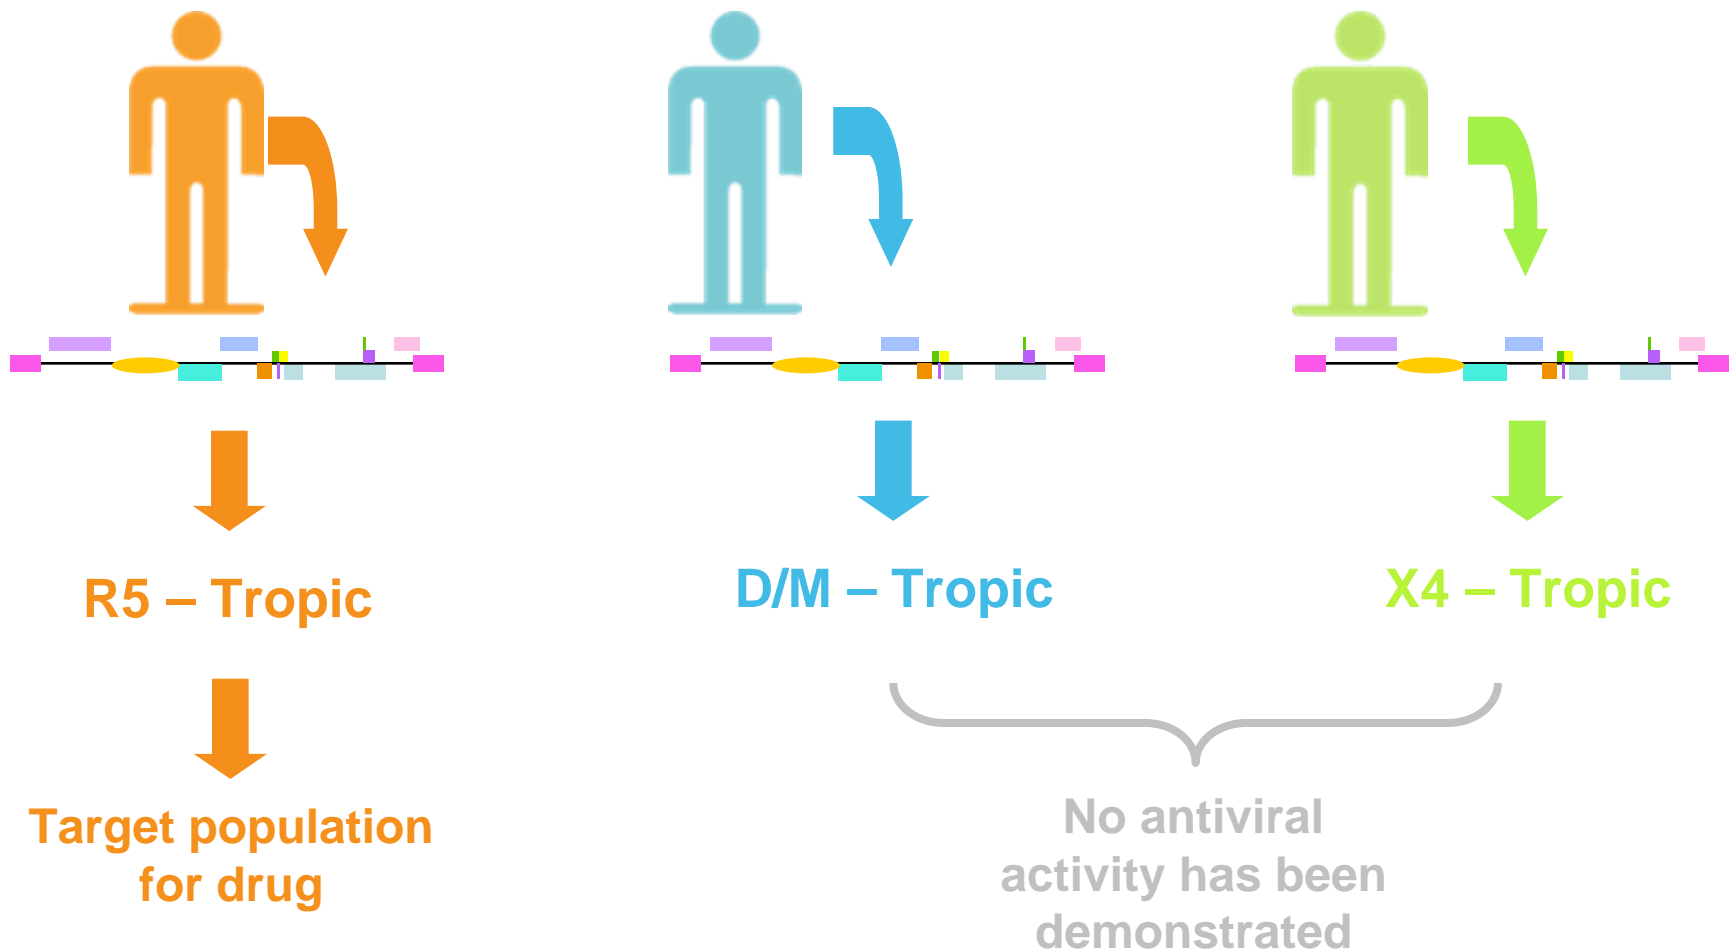 R5 – Tropic
D/M – Tropic
X4 – Tropic
Target population
for drug
No antiviral
activity has been
demonstrated